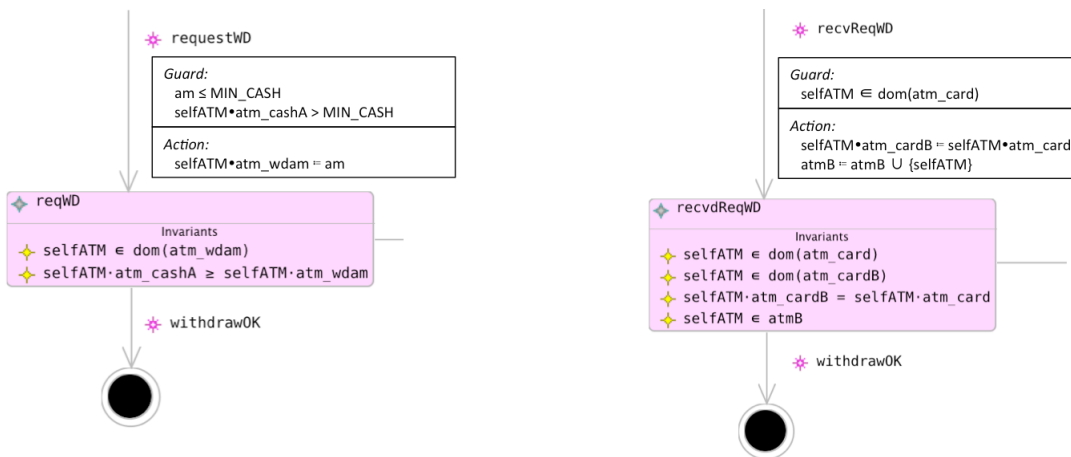 requestWD
Guard:
am ≤ MIN_CASH
selfATM•atm_cashA > MIN_CASH
Action:
selfATM•atm_wdam ≔ am
reqWD
Invariants
selfATM ∈ dom(atm_wdam)
selfATM·atm_cashA ≥ selfATM·atm_wdam
withdrawOK
recvReqWD
Guard:
selfATM ∈ dom(atm_card)
Action:
selfATM•atm_cardB ≔ selfATM•atm_card
atmB ≔ atmB ∪ {selfATM}
recvdReqWD
Invariants
selfATM ∈ dom(atm_card)
selfATM ∈ dom(atm_cardB)
selfATM·atm_cardB = selfATM·atm_card
selfATM ∈ atmB
withdrawOK